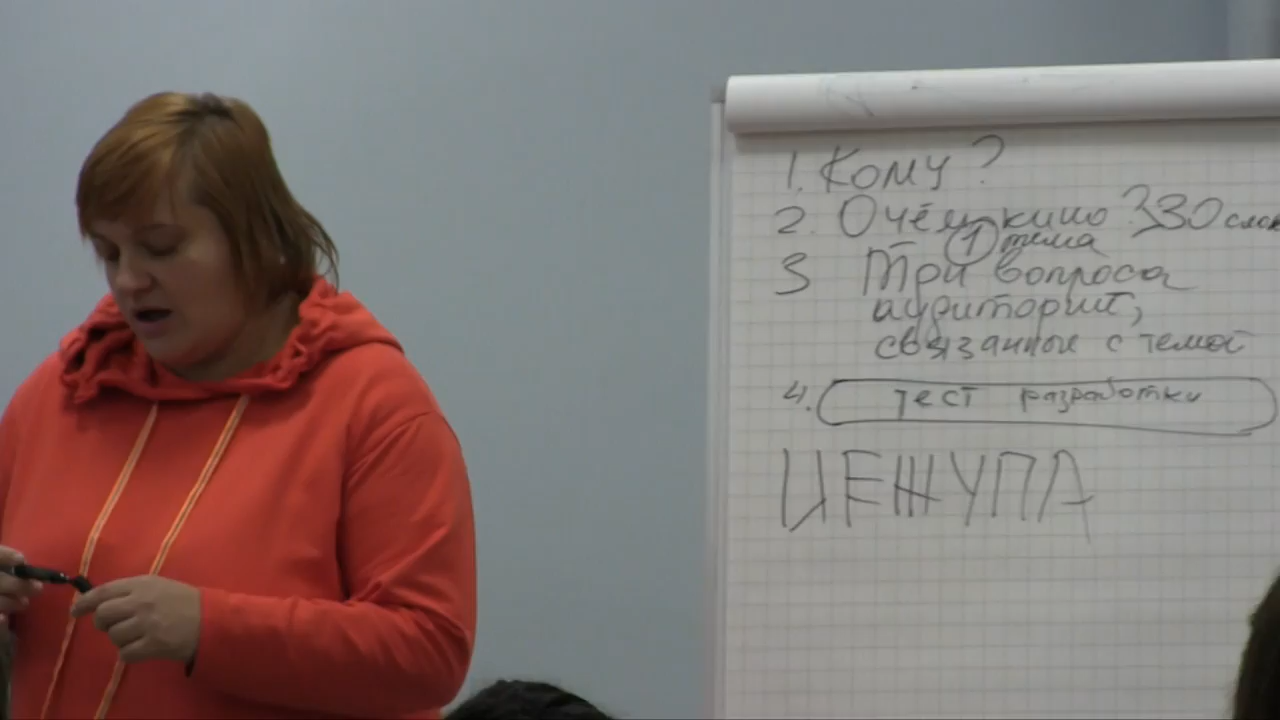 1. Кому?
2. О чём кино? 30 слов
① тема
3 Три вопроса
аудитории,
связанные с темой
4. тест разработки
ЦЕЖУПА